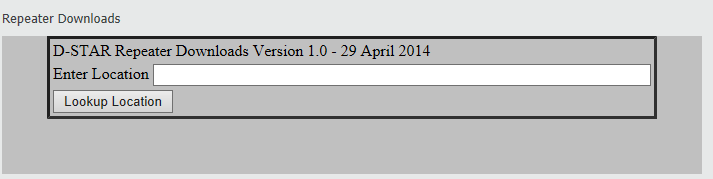 Repeater Downloads
D-STAR Repeater Downloads Version 1.0 - 29 April 2014
Enter Location
Lookup Location